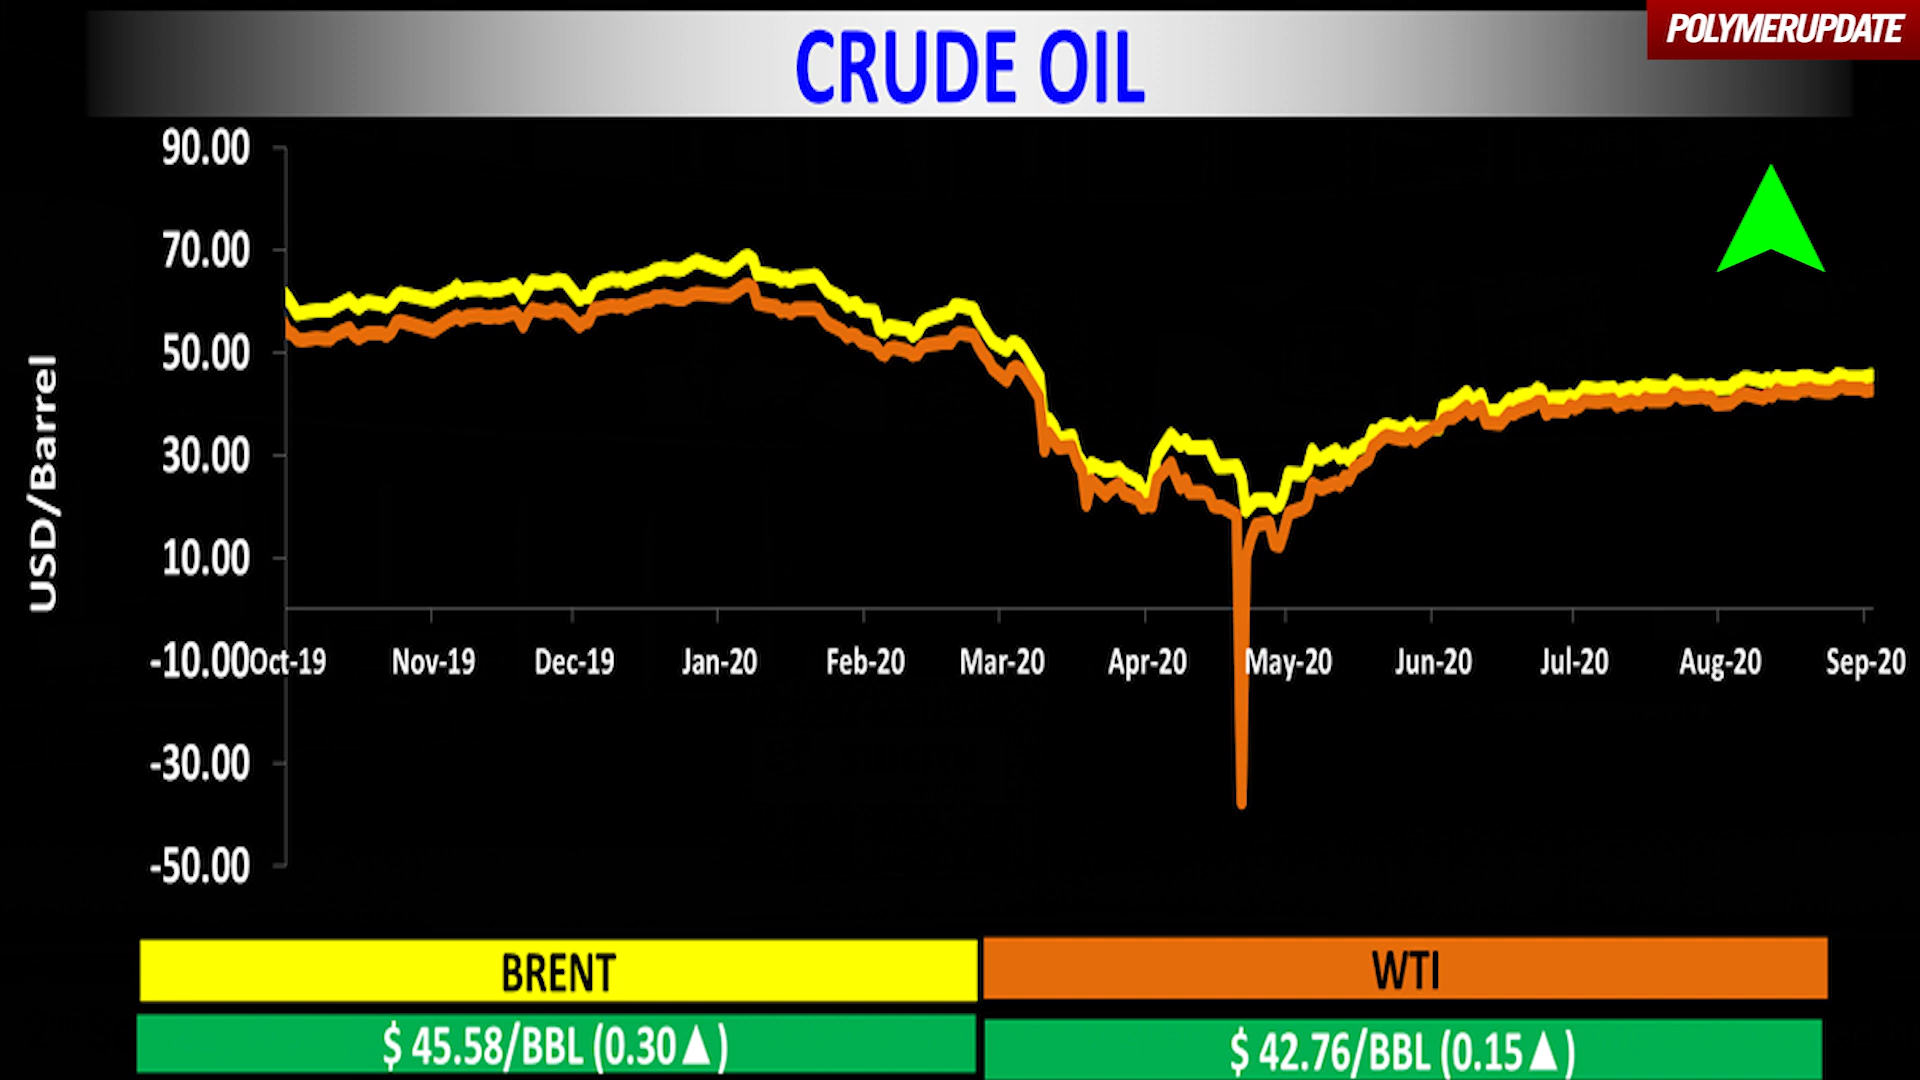 POLYMERUPDATE
CRUDE OIL
90.00
70.00
50.00
30.00
10.00
-10.00
-30.00
-50.00
USD/Barrel
Oct-19 Nov-19 Dec-19 Jan-20 Feb-20 Mar-20 Apr-20 May-20 Jun-20 Jul-20 Aug-20 Sep-20
BRENT WTI
$ 45.58/BBL (0.30▲) $ 42.76/BBL (0.15▲)